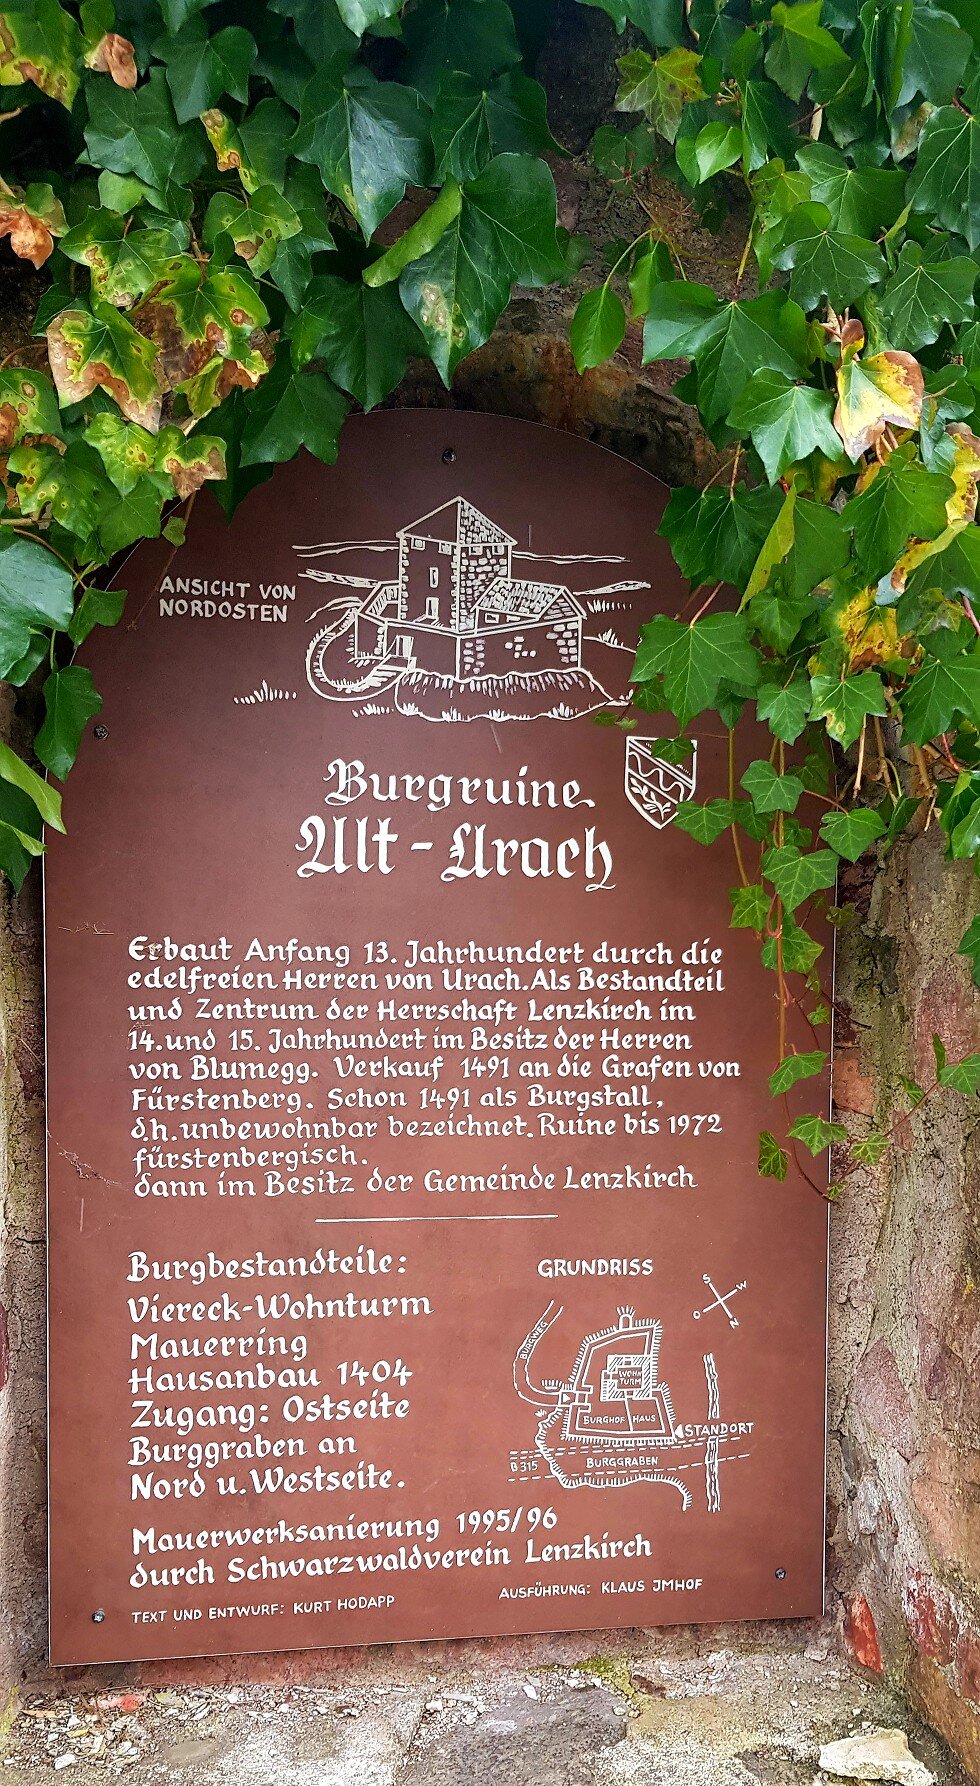 ANSICHT VON
NORDOSTEN
Burgruine
Alt-Urach
Erbaut Anfang 13. Jahrhundert durch die
edelfreien Herren von Urach. Als Bestandteil
und Zentrum der Herrschaft Lenzkirch im
14. und 15. Jahrhundert im Besitz der Herren
von Blumegg. Verkauf 1491 an die Grafen von
Fürstenberg. Schon 1491 als Burgstall,
d.h. unbewohnbar bezeichnet. Ruine bis 1972
fürstenbergisch.
dann im Besitz der Gemeinde Lenzkirch
Burgbestandteile:
Viereck-Wohnturm
Mauerring
Hausanbau 1404
Zugang: Ostseite
Burggraben an
Nord u. Westseite.
GRUNDRISS
S
W
O
N
BURGWEG
WOHN
TURM
BURGHOF HAUS
STANDORT
B 315
BURGGRABEN
Mauerwerksanierung 1995/96
durch Schwarzwaldverein Lenzkirch
TEXT UND ENTWURF: KURT HODAPP
AUSFÜHRUNG: KLAUS JMHOF